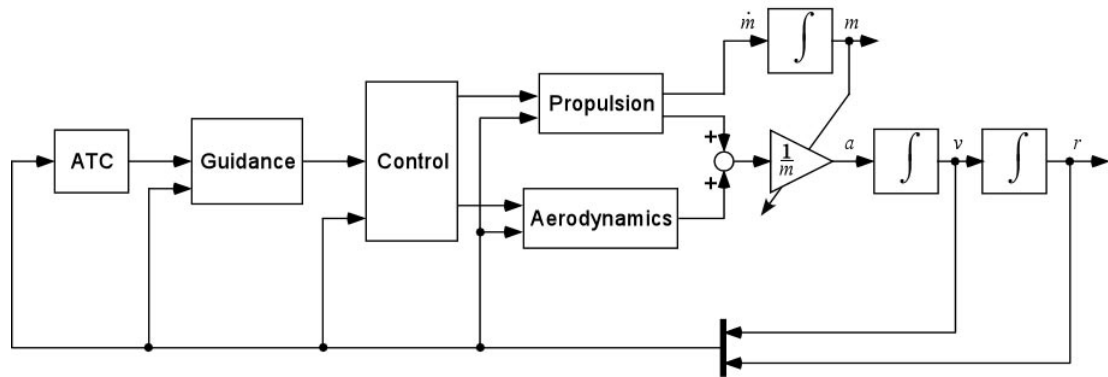 ṁ
∫
m
Propulsion
ATC
Guidance
Control
+
+
1
m
a
∫
v
∫
r
Aerodynamics